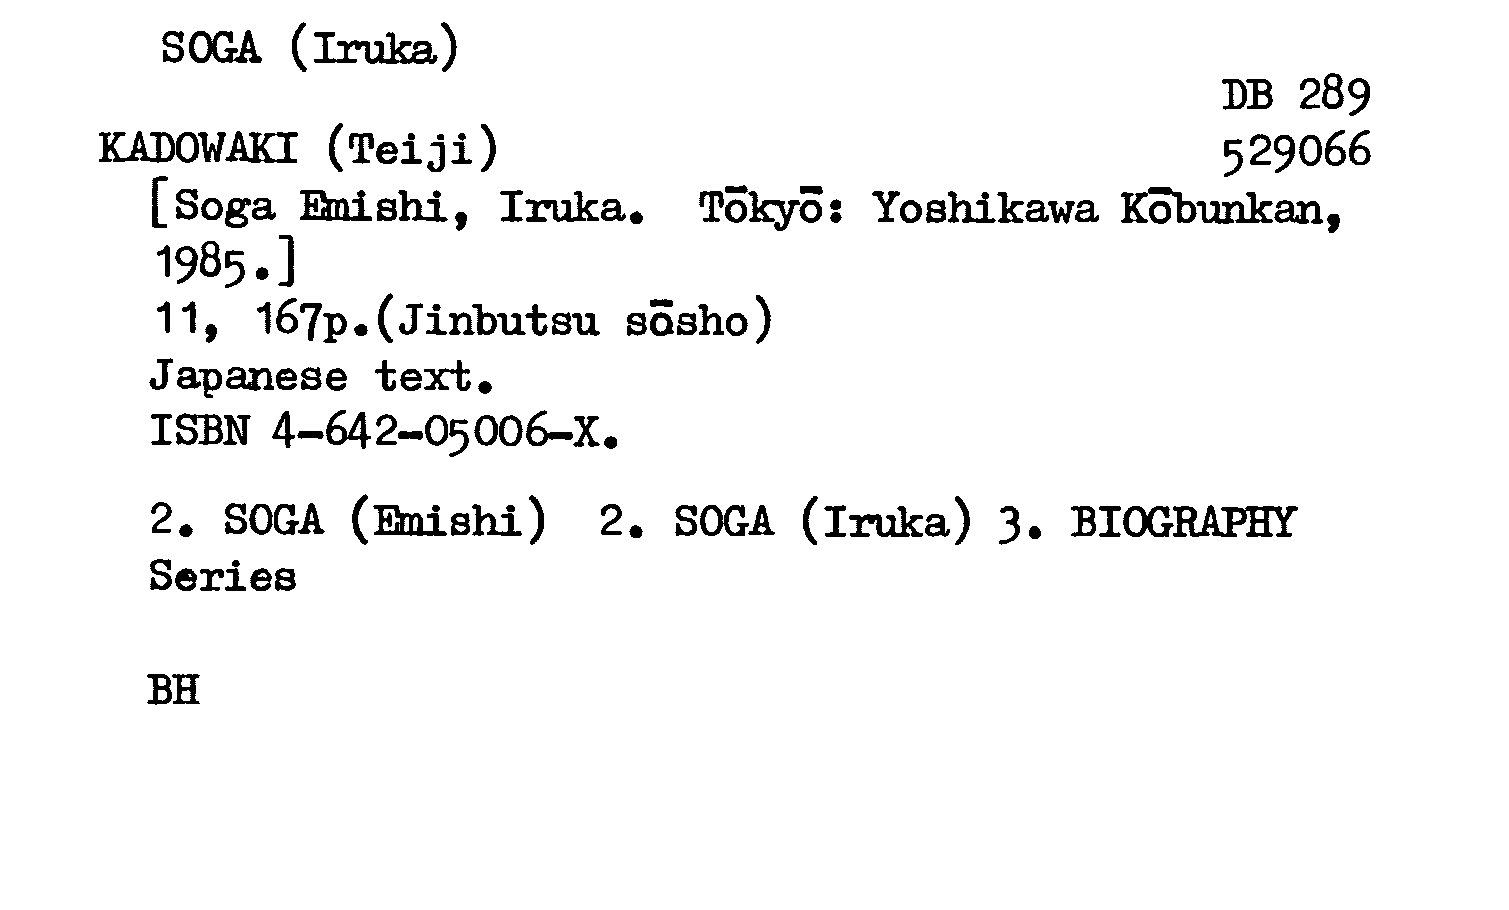 SOGA (Iruka)
DB 289
KADOWAKI (Teiji)
529066
[Soga Emishi, Iruka. Tōkyō: Yoshikawa Kōbunkan,
1985.]
11, 167p.(Jinbutsu sōsho)
Japanese text.
ISBN 4-642-05006-X.
2. SOGA (Emishi) 2. SOGA (Iruka) 3. BIOGRAPHY
Series
BH